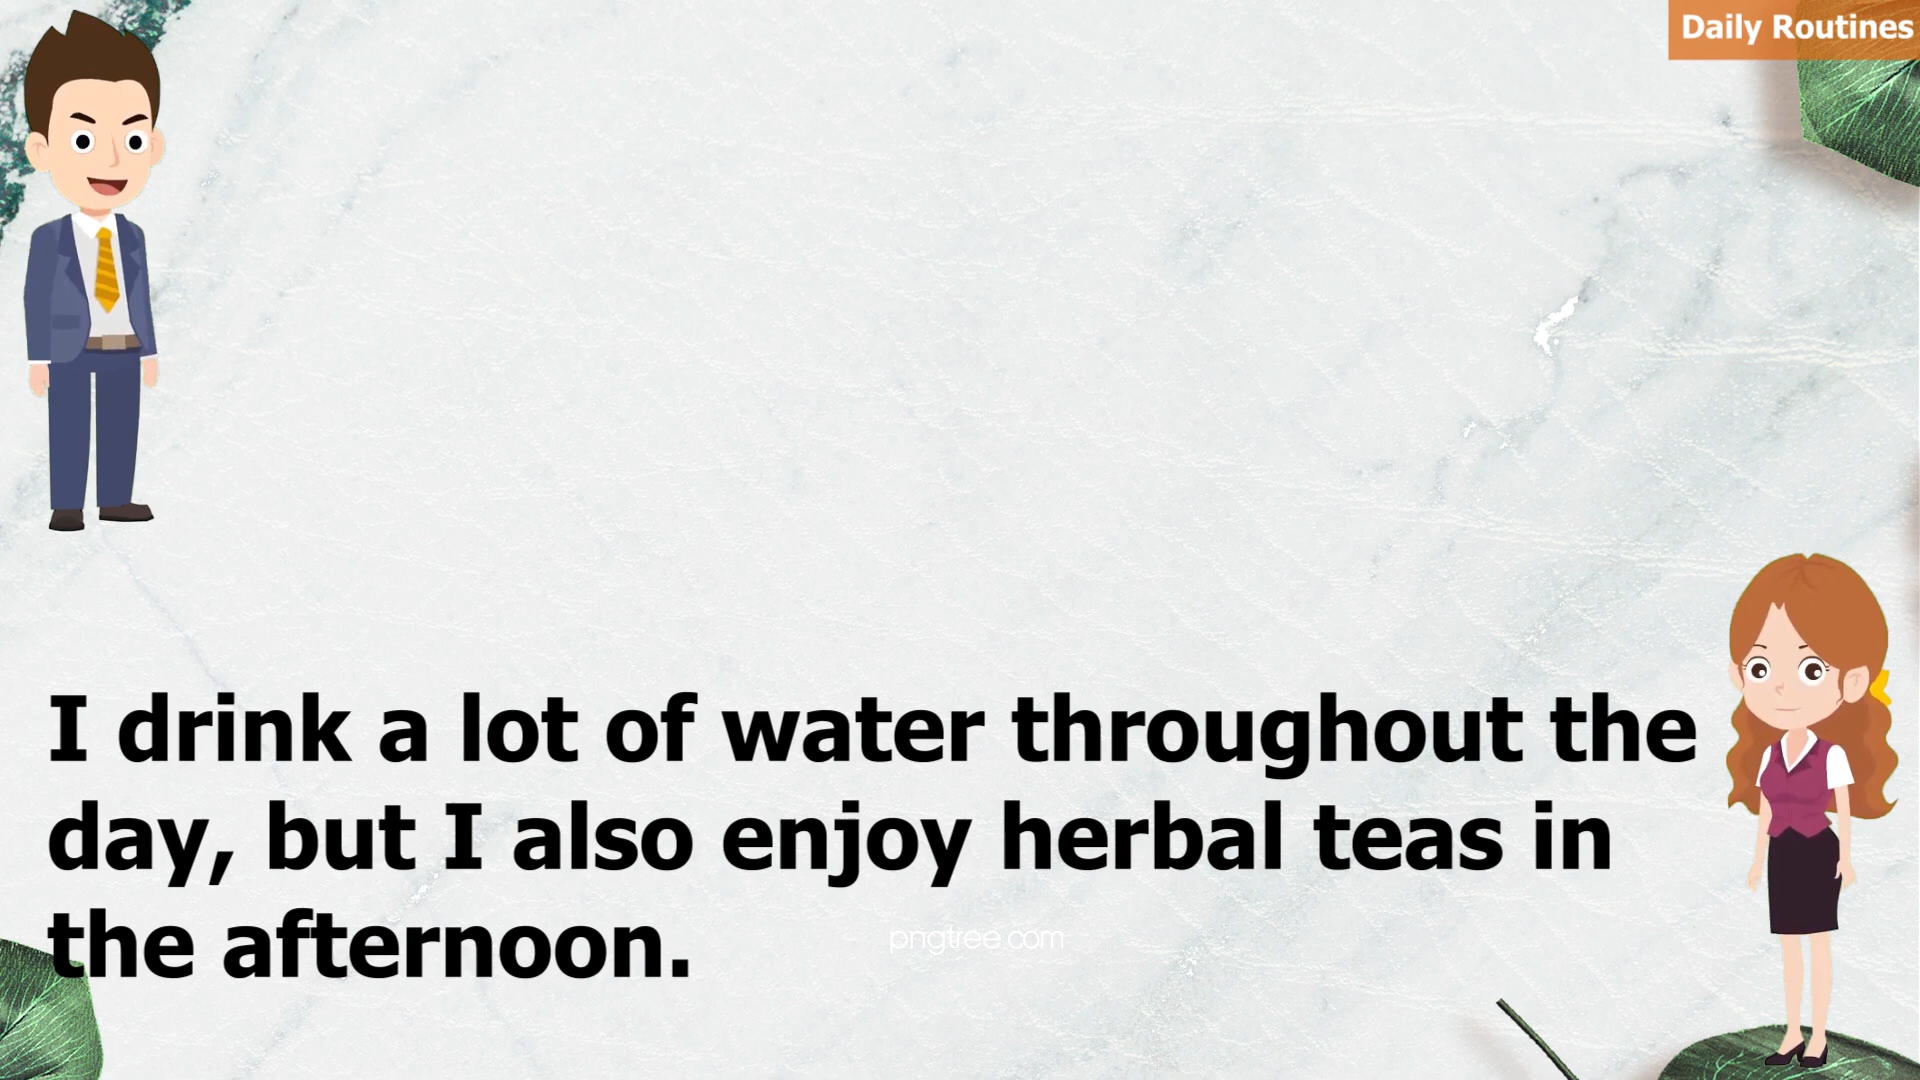 Daily Routines
I drink a lot of water throughout the
day, but I also enjoy herbal teas in
the afternoon.
pngtree.com